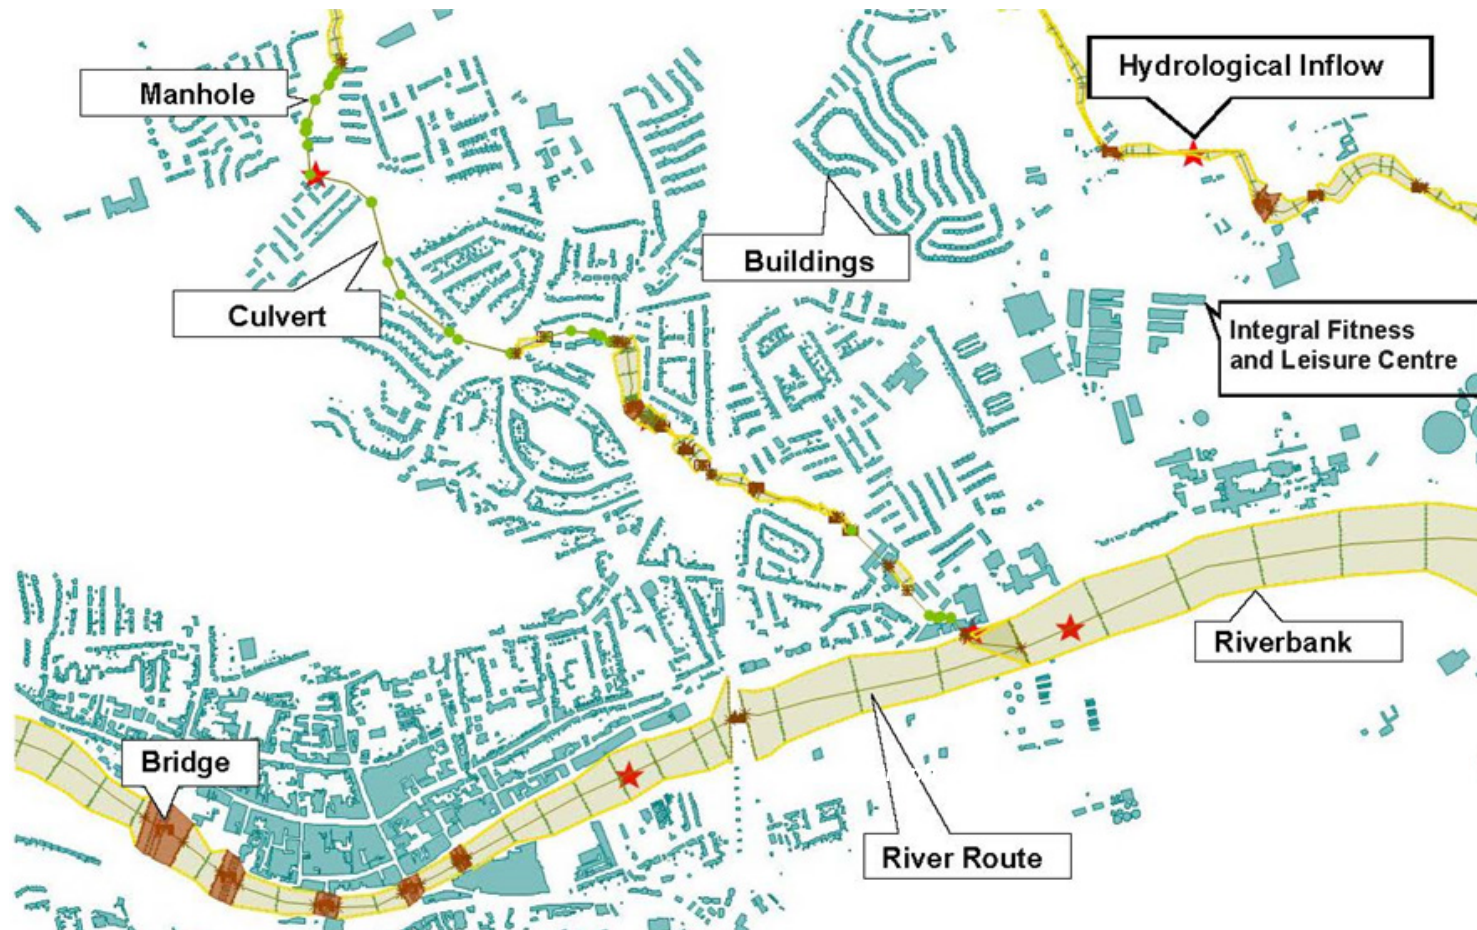 Hydrological Inflow
Manhole
Buildings
Culvert
Integral Fitness
and Leisure Centre
Riverbank
Bridge
River Route